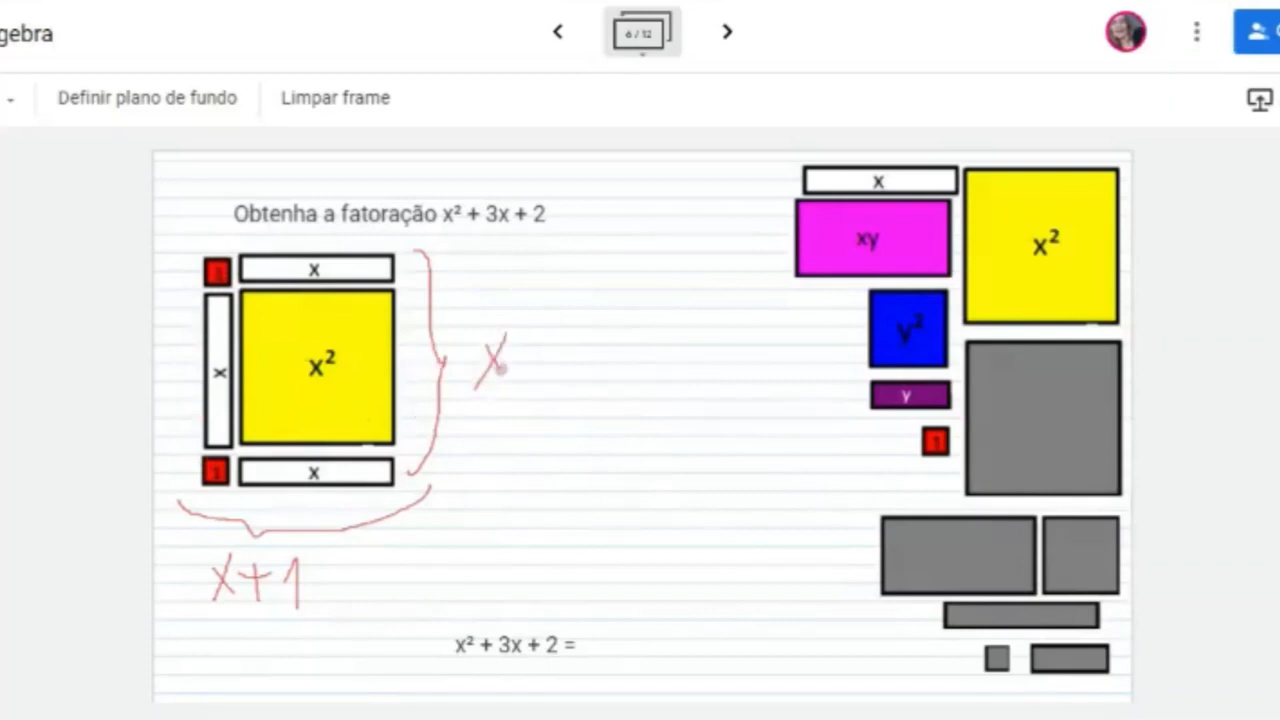 gebra
6 / 12
Definir plano de fundo
Limpar frame
Obtenha a fatoração x² + 3x + 2
1
x
x
x²
1
x
x
x+1
x² + 3x + 2 =
x
xy
x²
y²
y
1